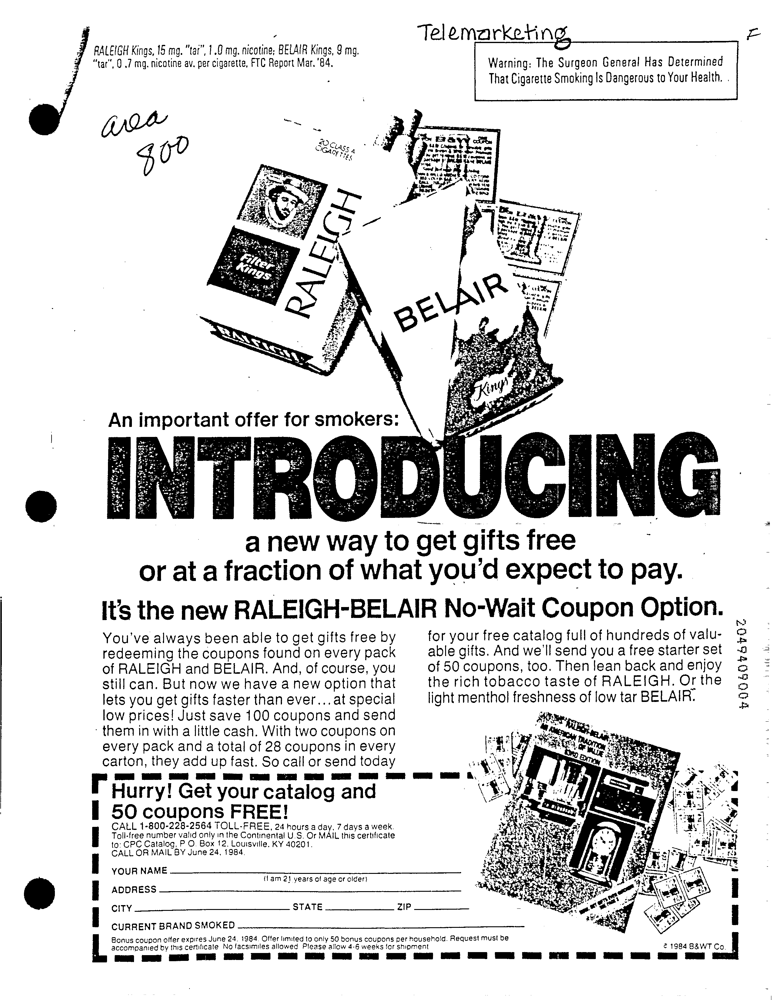 Telemarketing
RALEIGH Kings, 15 mg. "tar", 1.0 mg. nicotine; BELAIR Kings, 9 mg.
"tar", 0.7 mg. nicotine av. per cigarette, FTC Report Mar. '84.
Warning: The Surgeon General Has Determined
That Cigarette Smoking Is Dangerous to Your Health.
area
800
20 CLASS A
CIGARETTES
RALEIGH
Filter
Kings
RALEIGH
BELAIR
Kings
An important offer for smokers:
INTRODUCING
a new way to get gifts free
or at a fraction of what you'd expect to pay.
It's the new RALEIGH-BELAIR No-Wait Coupon Option.
You've always been able to get gifts free by
redeeming the coupons found on every pack
of RALEIGH and BELAIR. And, of course, you
still can. But now we have a new option that
lets you get gifts faster than ever...at special
low prices! Just save 100 coupons and send
them in with a little cash. With two coupons on
every pack and a total of 28 coupons in every
carton, they add up fast. So call or send today
for your free catalog full of hundreds of valu-
able gifts. And we'll send you a free starter set
of 50 coupons, too. Then lean back and enjoy
the rich tobacco taste of RALEIGH. Or the
light menthol freshness of low tar BELAIR.
2049409004
RALEIGH-BELAIR
AN AMERICAN TRADITION
OF VALUE
EDITION
Hurry! Get your catalog and
50 coupons FREE!
CALL 1-800-228-2564 TOLL-FREE, 24 hours a day, 7 days a week.
Toll-free number valid only in the Continental U.S. Or MAIL this certificate
to: CPC Catalog, P.O. Box 12, Louisville, KY 40201.
CALL OR MAIL BY June 24, 1984.
YOUR NAME
(I am 21 years of age or older)
ADDRESS
CITY STATE ZIP
CURRENT BRAND SMOKED
Bonus coupon offer expires June 24, 1984. Offer limited to only 50 bonus coupons per household. Request must be
accompanied by this certificate. No facsimiles allowed. Please allow 4-6 weeks for shipment.
© 1984 B&WT Co.